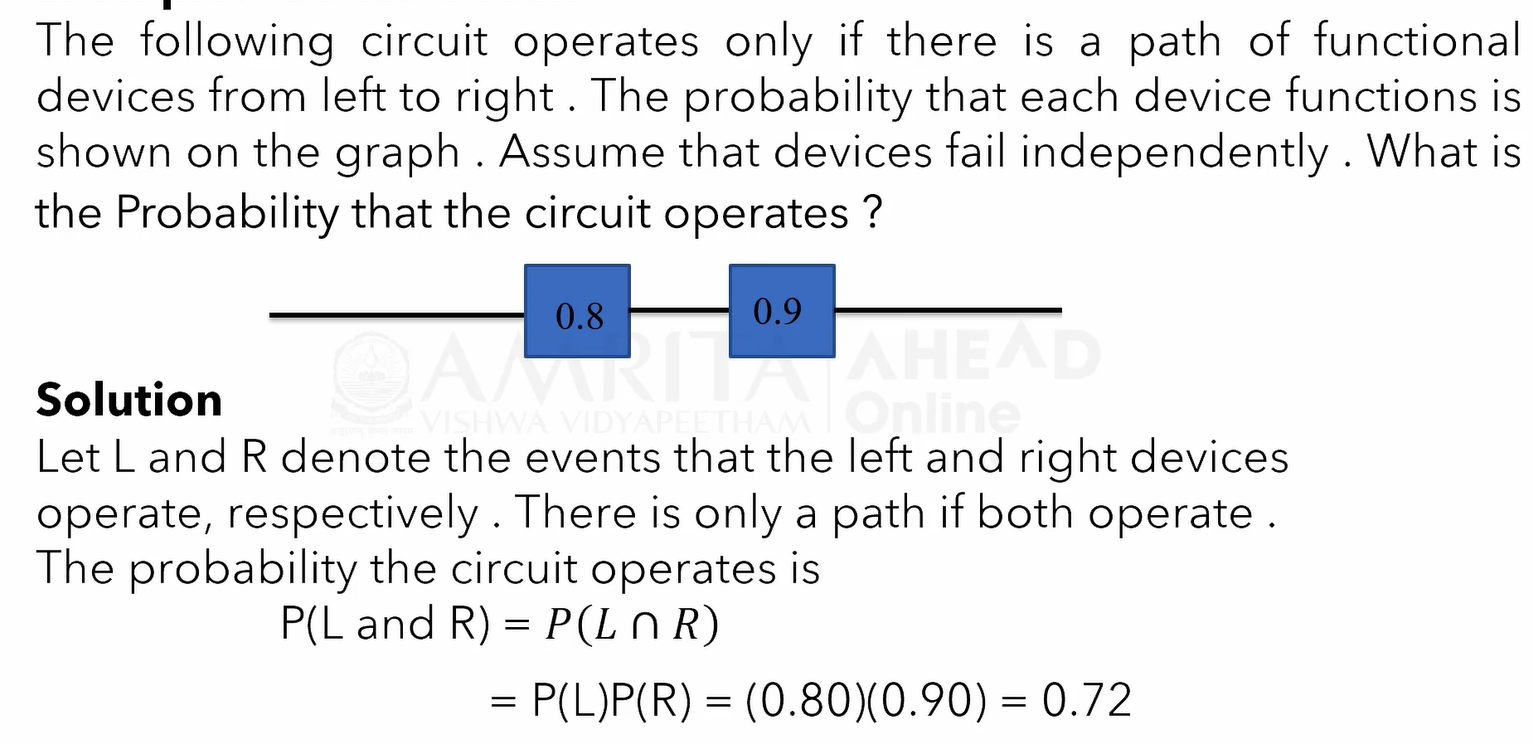 The following circuit operates only if there is a path of functional
devices from left to right . The probability that each device functions is
shown on the graph . Assume that devices fail independently . What is
the Probability that the circuit operates ?
0.8
0.9
AMRITA
VISHWA VIDYAPEETHAM
AHEAD
Online
Solution
Let L and R denote the events that the left and right devices
operate, respectively . There is only a path if both operate .
The probability the circuit operates is
P(L and R) = P(L ∩ R)
= P(L)P(R) = (0.80)(0.90) = 0.72